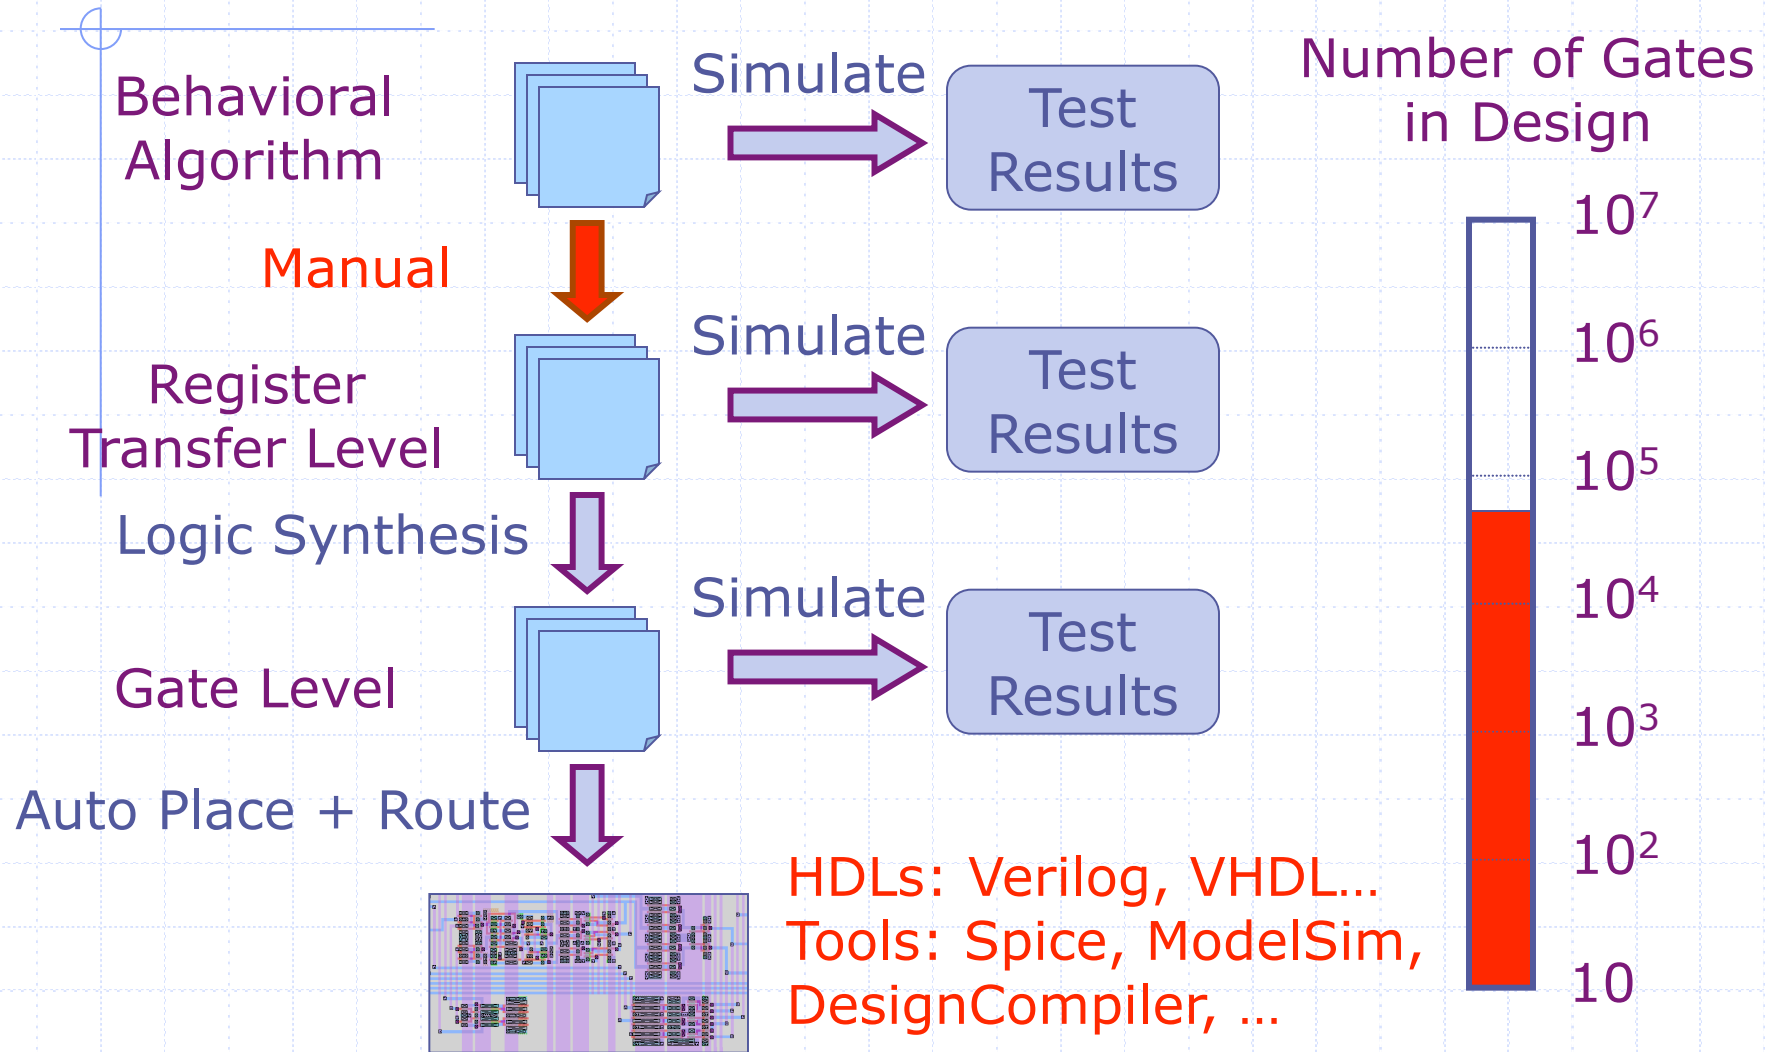 Behavioral
Algorithm
Simulate
Test
Results
Manual
Register
Transfer Level
Simulate
Test
Results
Logic Synthesis
Gate Level
Simulate
Test
Results
Auto Place + Route
HDLs: Verilog, VHDL…
Tools: Spice, ModelSim,
DesignCompiler, …
Number of Gates
in Design
10⁷
10⁶
10⁵
10⁴
10³
10²
10